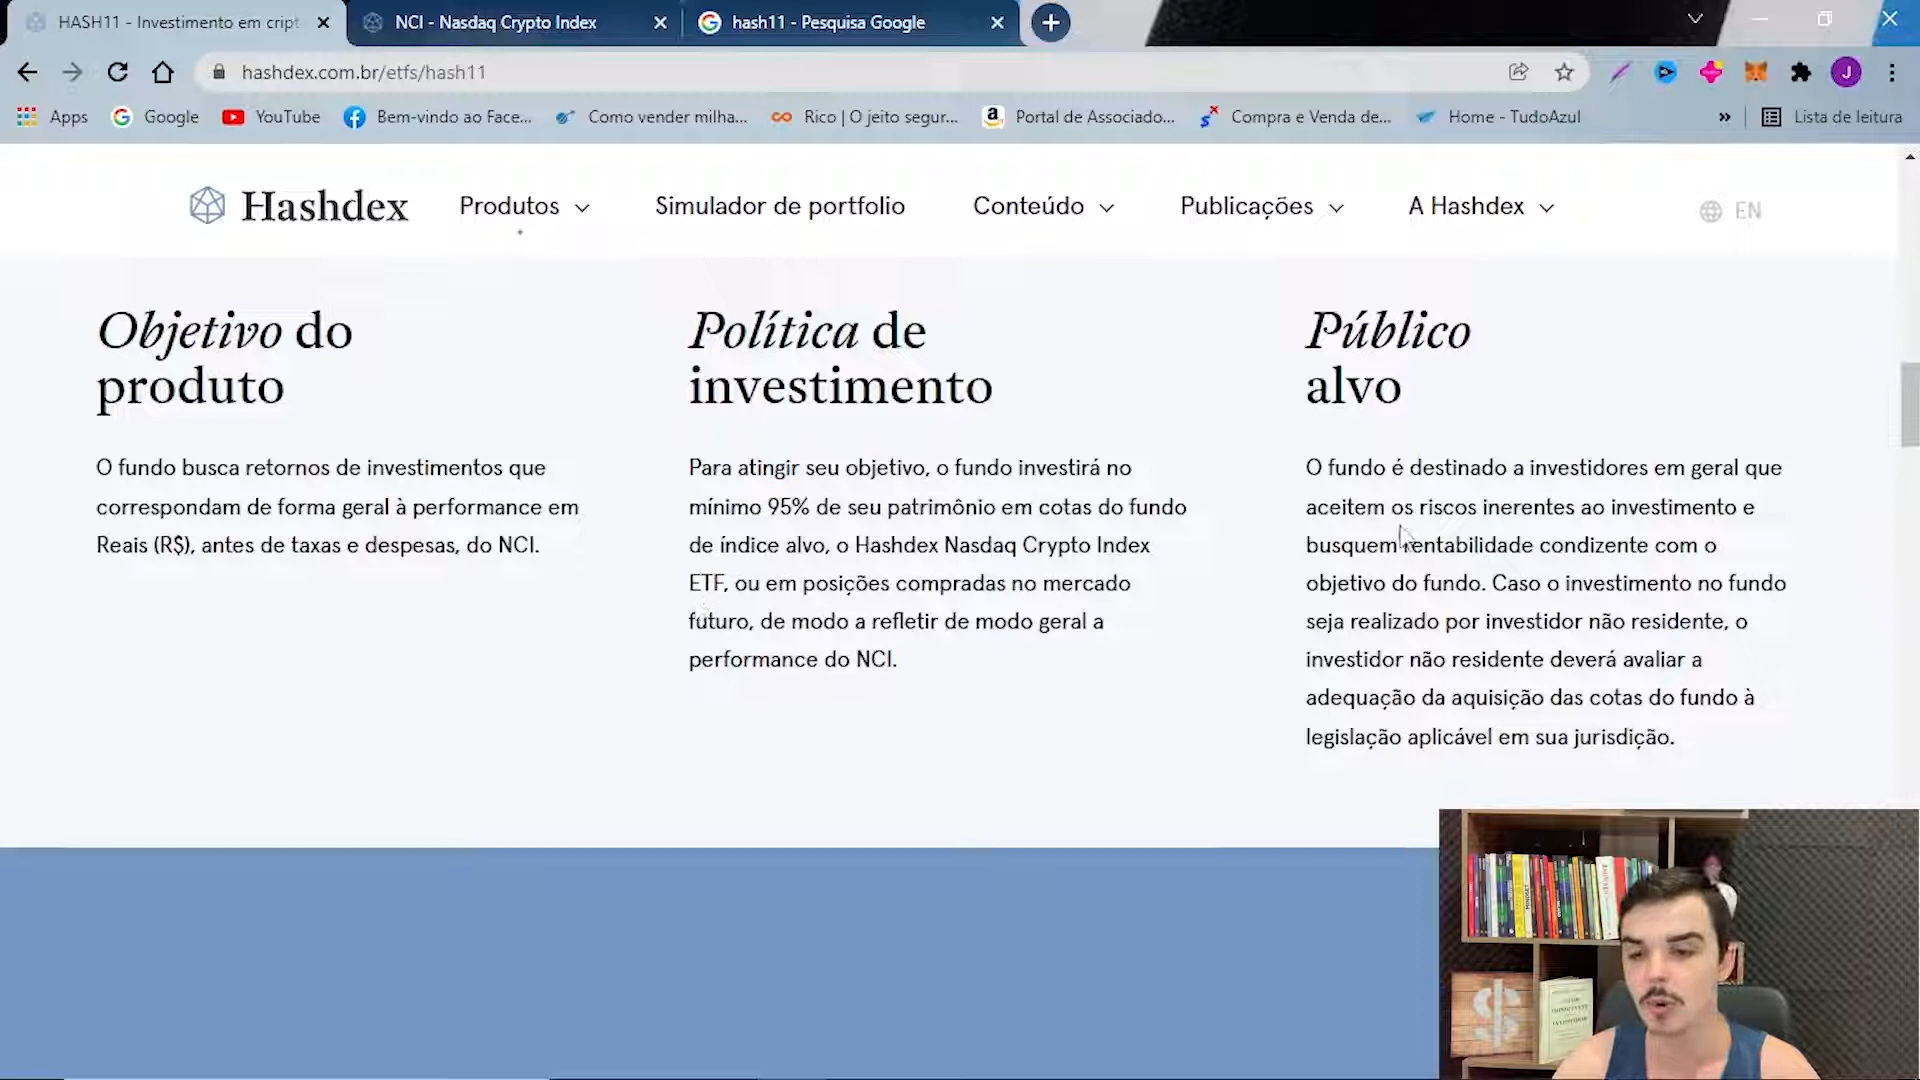 HASH11 - Investimento em cript
NCI - Nasdaq Crypto Index
hash11 - Pesquisa Google
hashdex.com.br/etfs/hash11
J
Apps
Google
YouTube
Bem-vindo ao Face...
Como vender milha...
Rico | O jeito segur...
Portal de Associado...
Compra e Venda de...
Home - TudoAzul
»
Lista de leitura
Hashdex
Produtos
Simulador de portfolio
Conteúdo
Publicações
A Hashdex
EN
Objetivo do
produto
O fundo busca retornos de investimentos que
correspondam de forma geral à performance em
Reais (R$), antes de taxas e despesas, do NCI.
Política de
investimento
Para atingir seu objetivo, o fundo investirá no
mínimo 95% de seu patrimônio em cotas do fundo
de índice alvo, o Hashdex Nasdaq Crypto Index
ETF, ou em posições compradas no mercado
futuro, de modo a refletir de modo geral a
performance do NCI.
Público
alvo
O fundo é destinado a investidores em geral que
aceitem os riscos inerentes ao investimento e
busquem rentabilidade condizente com o
objetivo do fundo. Caso o investimento no fundo
seja realizado por investidor não residente, o
investidor não residente deverá avaliar a
adequação da aquisição das cotas do fundo à
legislação aplicável em sua jurisdição.
$